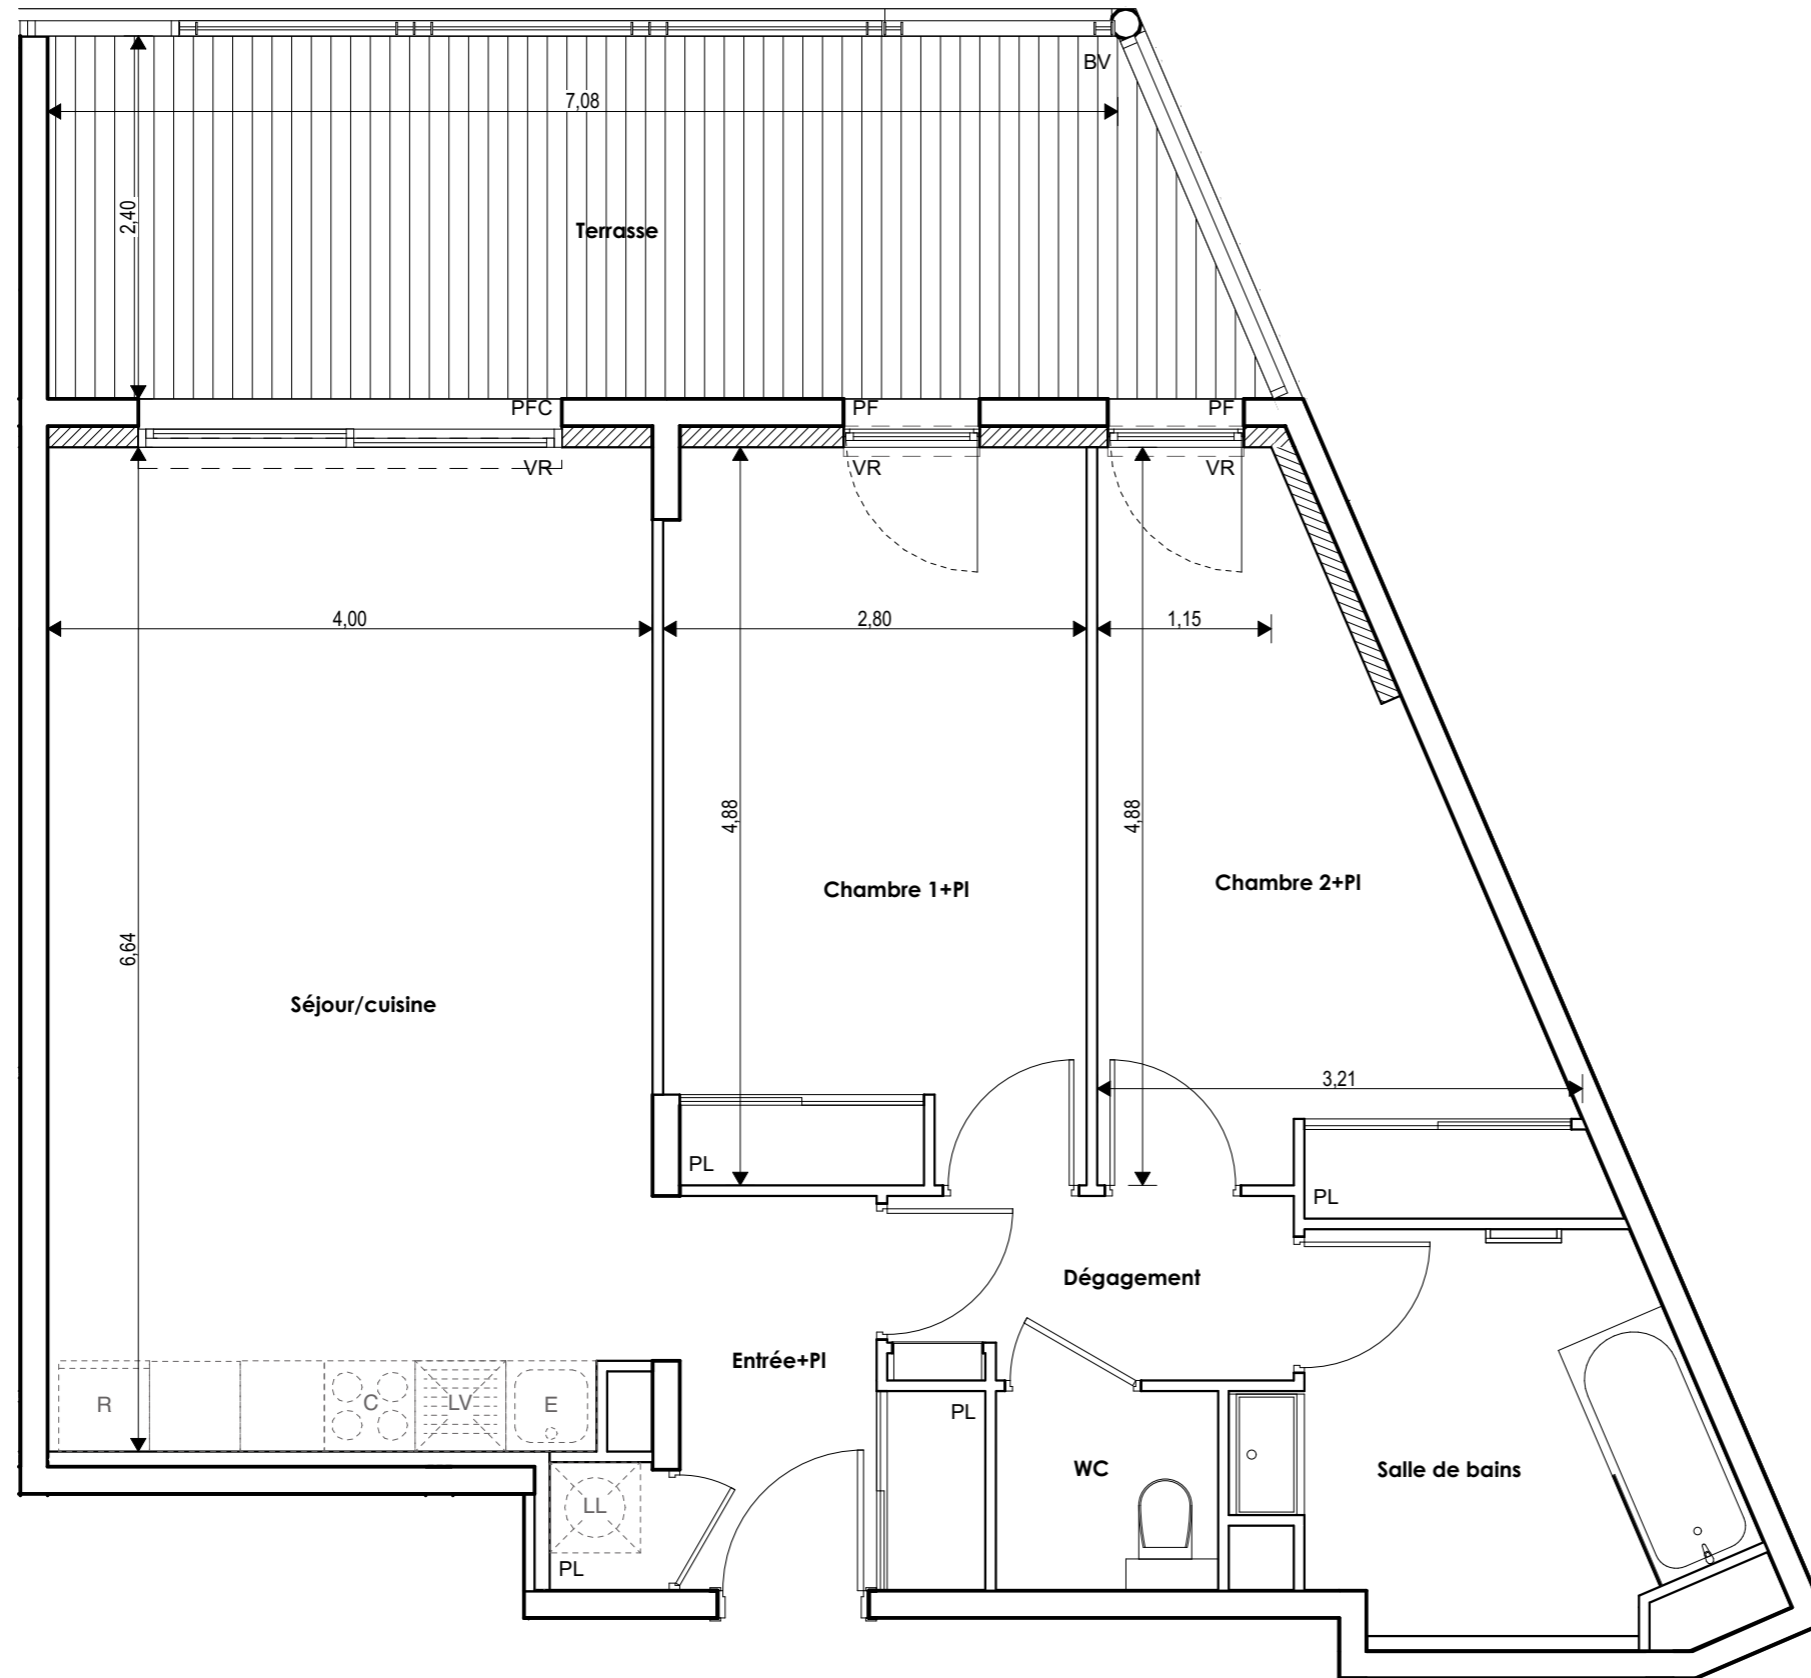 BV
7,08
2,40
Terrasse
PFC
PF
PF
VR
VR
VR
4,00
2,80
1,15
4,88
4,88
Chambre 1+Pl
Chambre 2+Pl
6,64
Séjour/cuisine
3,21
PL
PL
Dégagement
Entrée+Pl
R
C
LV
E
PL
WC
Salle de bains
LL
PL